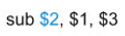 sub $2, $1, $3